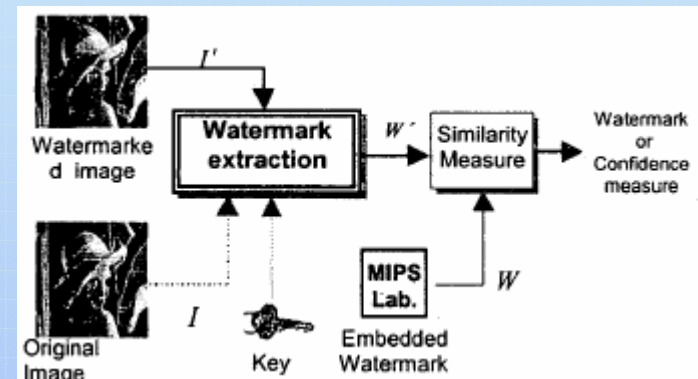 I'
Watermarke
d image
Watermark
extraction
W´
Similarity
Measure
Watermark
or
Confidence
measure
Original
Image
I
Key
MIPS
Lab.
Embedded
Watermark
W